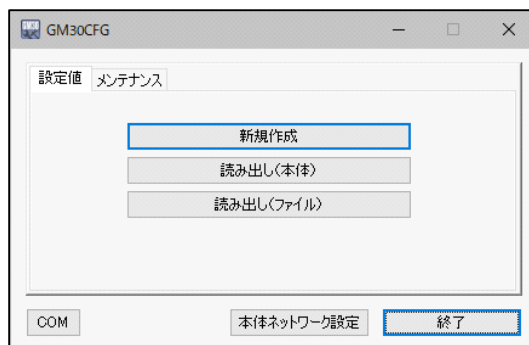 GM30CFG
設定値 メンテナンス
新規作成
読み出し(本体)
読み出し(ファイル)
COM 本体ネットワーク設定 終了